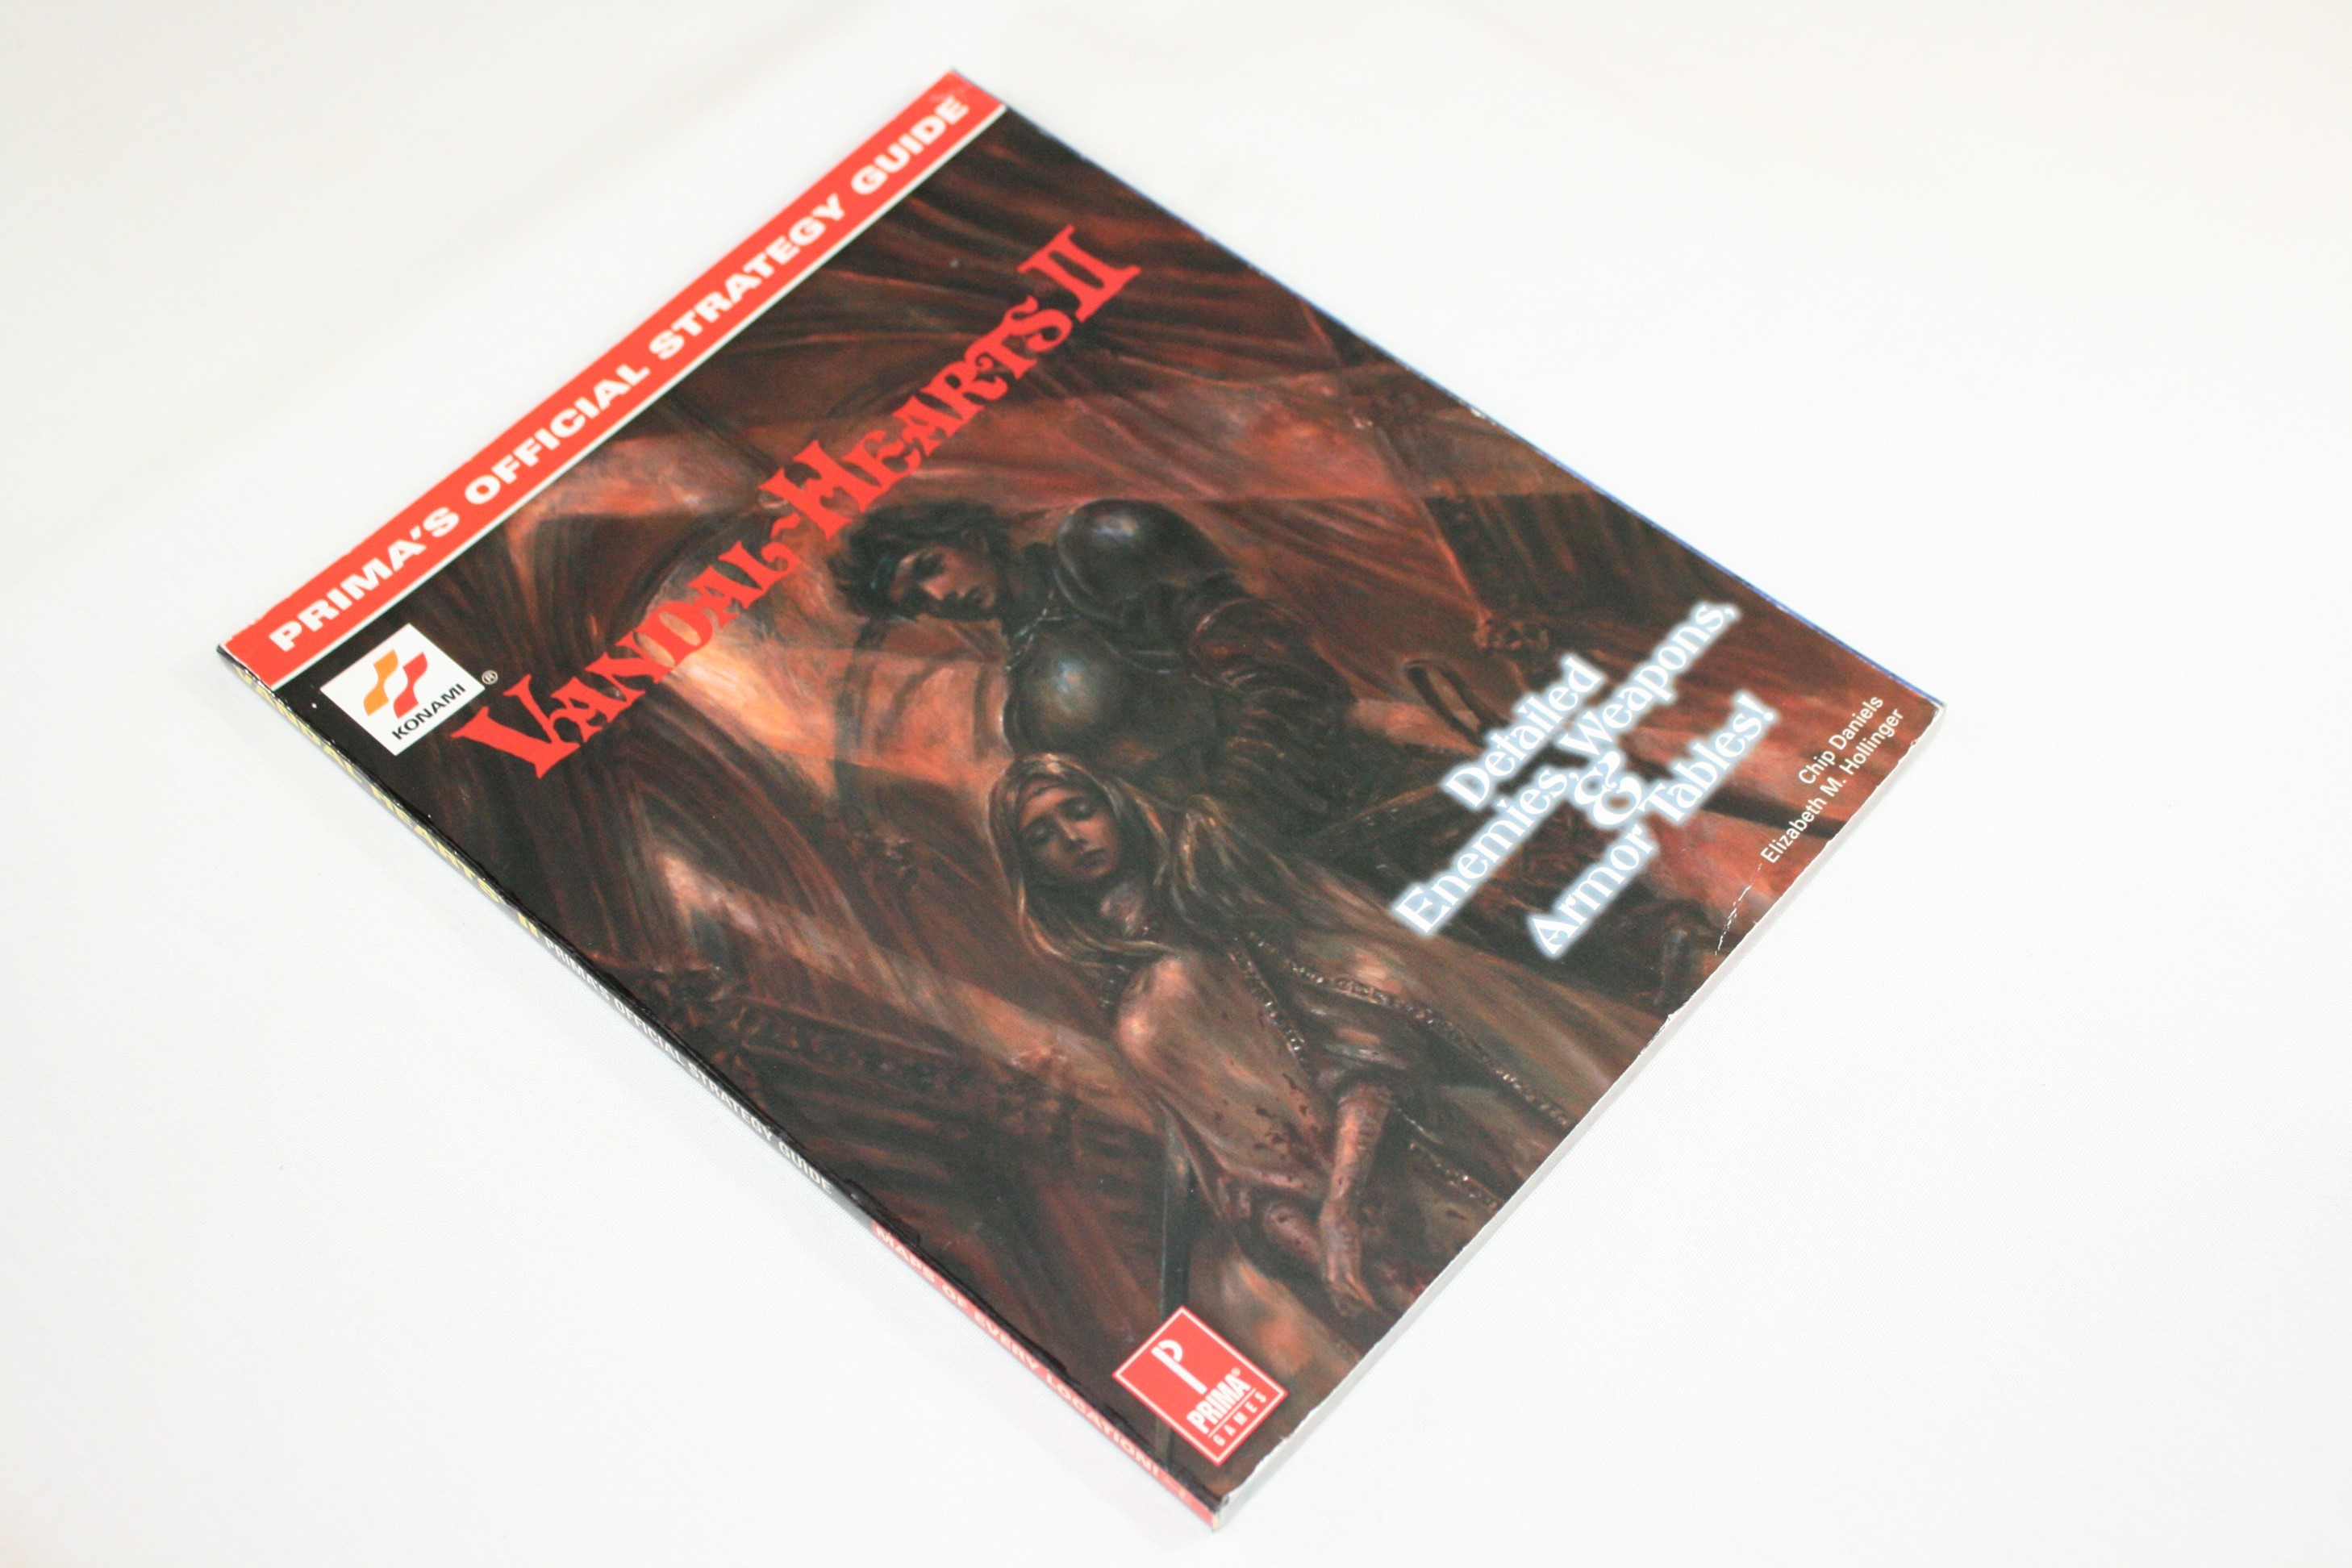 PRIMA'S OFFICIAL STRATEGY GUIDE
KONAMI®
VANDAL-HEARTS II
Detailed
Enemies, Weapons,
&
Armor Tables!
Chip Daniels
Elizabeth M. Hollinger
PRIMA®
GAMES
VANDAL HEARTS II PRIMA'S OFFICIAL STRATEGY GUIDE MAPS OF EVERY LOCATION!